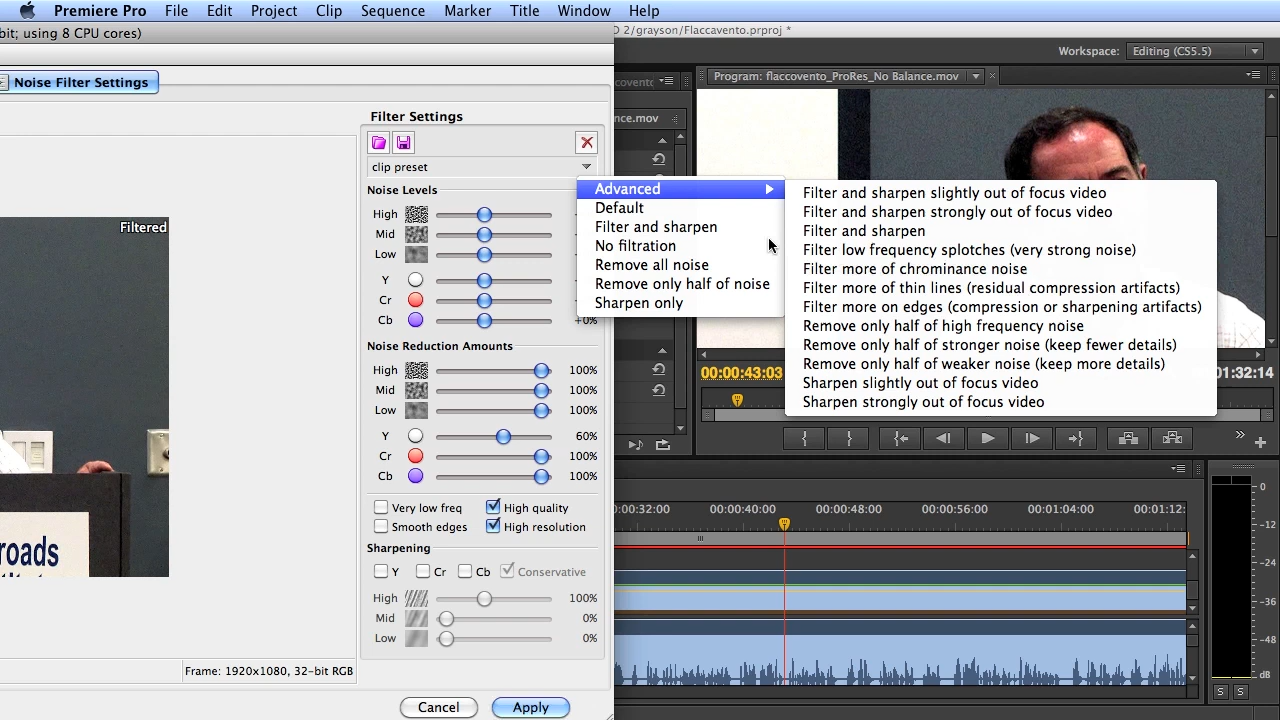 Premiere Pro File Edit Project Clip Sequence Marker Title Window Help
bit; using 8 CPU cores)
D 2/grayson/Flaccavento.prproj *
Workspace: Editing (CS5.5)
Noise Filter Settings
Program: flaccovento_ProRes_No Balance.mov
nce.mov
Filter Settings
clip preset
Noise Levels
High
Mid
Low
Y
Cr
Cb +0%
Noise Reduction Amounts
High 100%
Mid 100%
Low 100%
Y 60%
Cr 100%
Cb 100%
Very low freq High quality
Smooth edges High resolution
Sharpening
Y Cr Cb Conservative
High 100%
Mid 0%
Low 0%
Cancel Apply
Filtered
roads
Frame: 1920x1080, 32-bit RGB
Advanced
Default
Filter and sharpen
No filtration
Remove all noise
Remove only half of noise
Sharpen only
Filter and sharpen slightly out of focus video
Filter and sharpen strongly out of focus video
Filter and sharpen
Filter low frequency splotches (very strong noise)
Filter more of chrominance noise
Filter more of thin lines (residual compression artifacts)
Filter more on edges (compression or sharpening artifacts)
Remove only half of high frequency noise
Remove only half of stronger noise (keep fewer details)
Remove only half of weaker noise (keep more details)
Sharpen slightly out of focus video
Sharpen strongly out of focus video
00:00:43:03
:01:32:14
0:00:32:00 00:00:40:00 00:00:48:00 00:00:56:00 00:01:04:00 00:01:12:
0
-12
-24
-36
-48
dB
S S